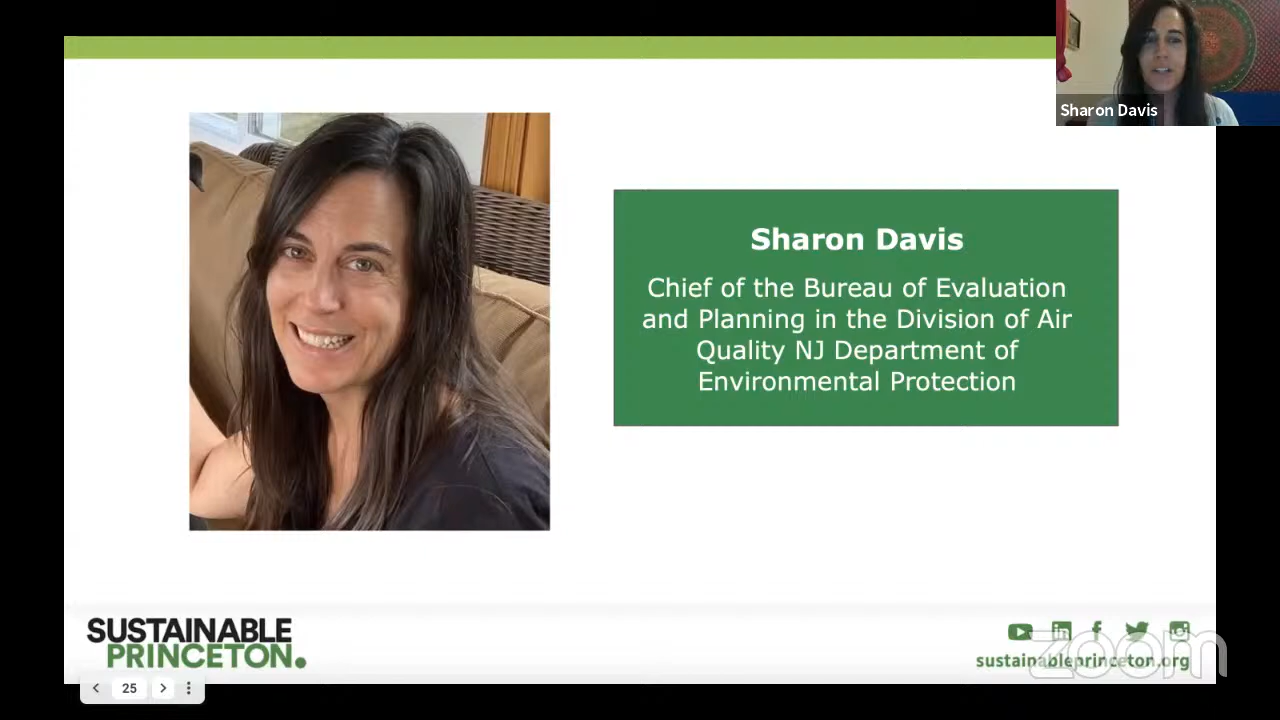 Sharon Davis
Sharon Davis
Chief of the Bureau of Evaluation
and Planning in the Division of Air
Quality NJ Department of
Environmental Protection
SUSTAINABLE
PRINCETON.
sustainableprinceton.org
zoom
25